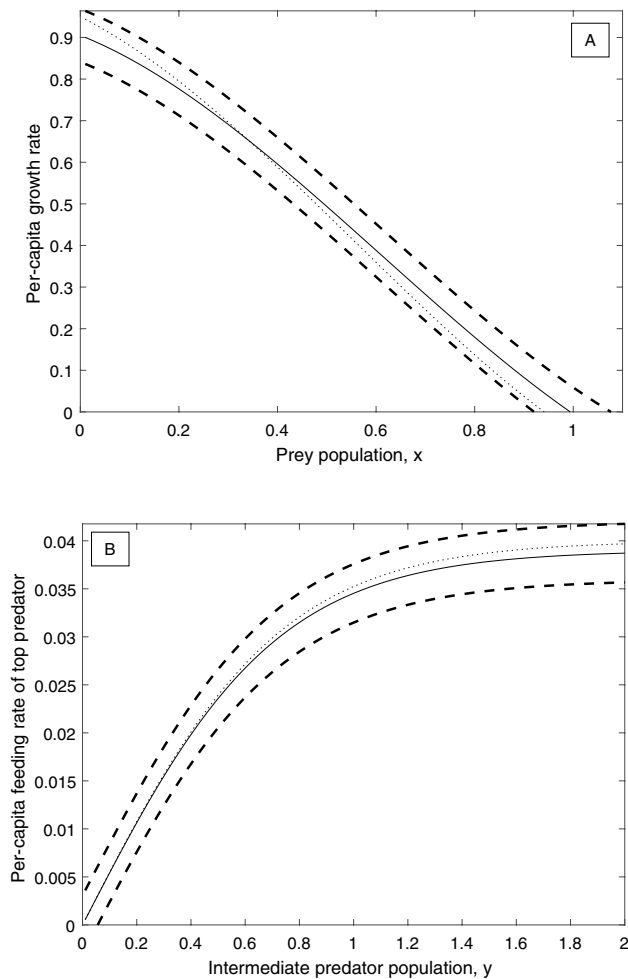 A
0.9
0.8
0.7
0.6
0.5
0.4
0.3
0.2
0.1
0
Per-capita growth rate
0 0.2 0.4 0.6 0.8 1
Prey population, x
B
0.04
0.035
0.03
0.025
0.02
0.015
0.01
0.005
0
Per-capita feeding rate of top predator
0 0.2 0.4 0.6 0.8 1 1.2 1.4 1.6 1.8 2
Intermediate predator population, y